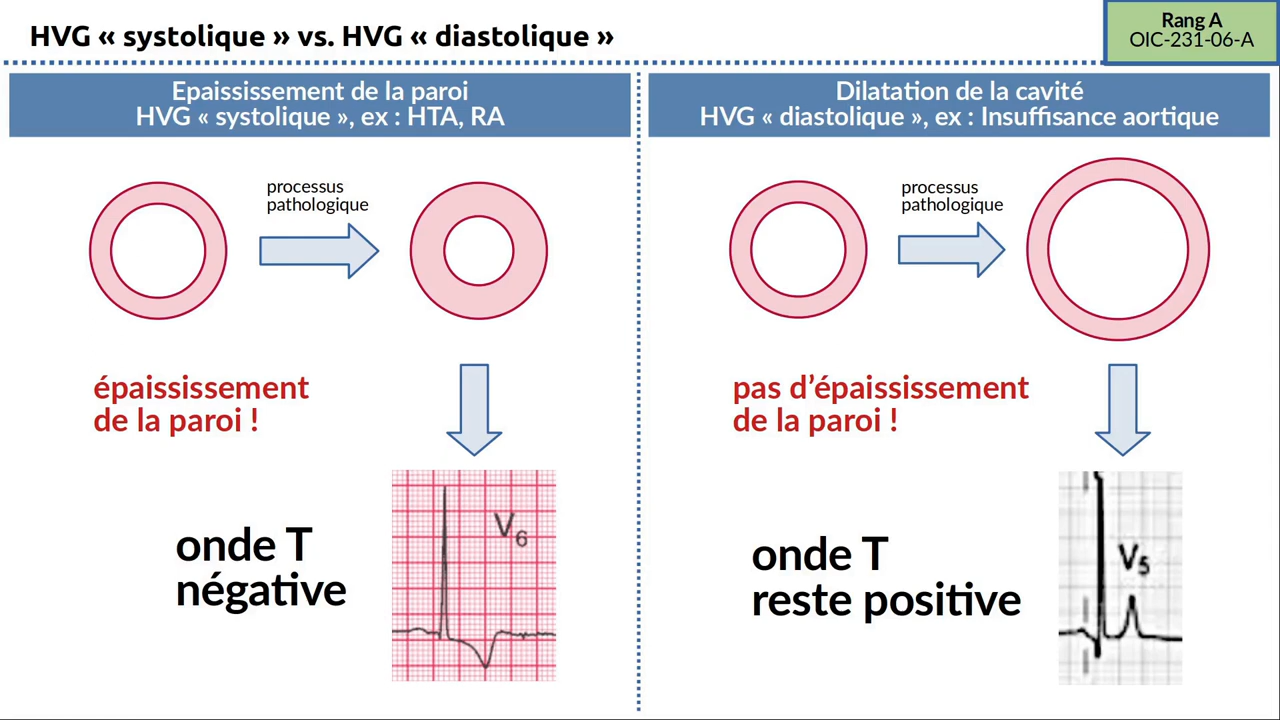 HVG « systolique » vs. HVG « diastolique »
Rang A
OIC-231-06-A
Epaississement de la paroi
HVG « systolique », ex : HTA, RA
processus
pathologique
épaississement
de la paroi !
onde T
négative
V6
Dilatation de la cavité
HVG « diastolique », ex : Insuffisance aortique
processus
pathologique
pas d’épaississement
de la paroi !
onde T
reste positive
V5